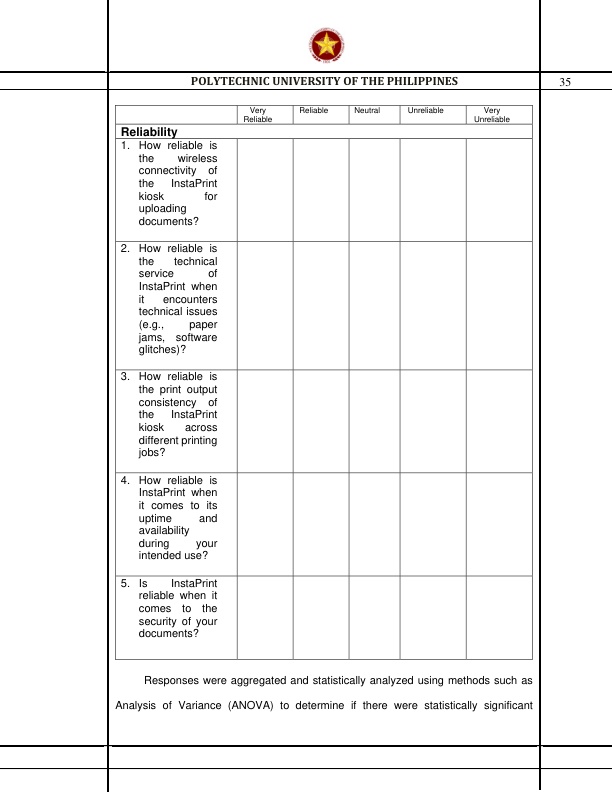 POLYTECHNIC UNIVERSITY OF THE PHILIPPINES 35
Very Reliable Neutral Unreliable Very
Reliable Unreliable
Reliability
1. How reliable is
the wireless
connectivity of
the InstaPrint
kiosk for
uploading
documents?
2. How reliable is
the technical
service of
InstaPrint when
it encounters
technical issues
(e.g., paper
jams, software
glitches)?
3. How reliable is
the print output
consistency of
the InstaPrint
kiosk across
different printing
jobs?
4. How reliable is
InstaPrint when
it comes to its
uptime and
availability
during your
intended use?
5. Is InstaPrint
reliable when it
comes to the
security of your
documents?
Responses were aggregated and statistically analyzed using methods such as
Analysis of Variance (ANOVA) to determine if there were statistically significant